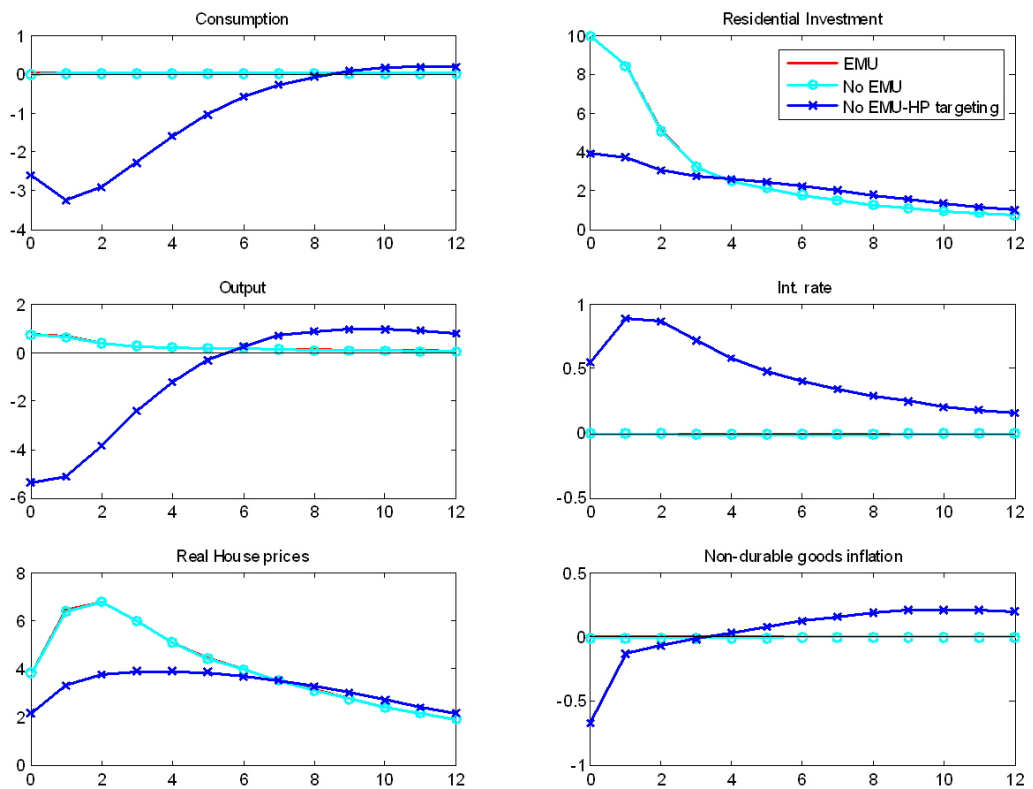 Consumption
1
0
-1
-2
-3
-4
0 2 4 6 8 10 12
Residential Investment
10
8
6
4
2
0
0 2 4 6 8 10 12
EMU
No EMU
No EMU-HP targeting
Output
2
0
-2
-4
-6
0 2 4 6 8 10 12
Int. rate
1
0.5
0
-0.5
0 2 4 6 8 10 12
Real House prices
8
6
4
2
0
0 2 4 6 8 10 12
Non-durable goods inflation
0.5
0
-0.5
-1
0 2 4 6 8 10 12